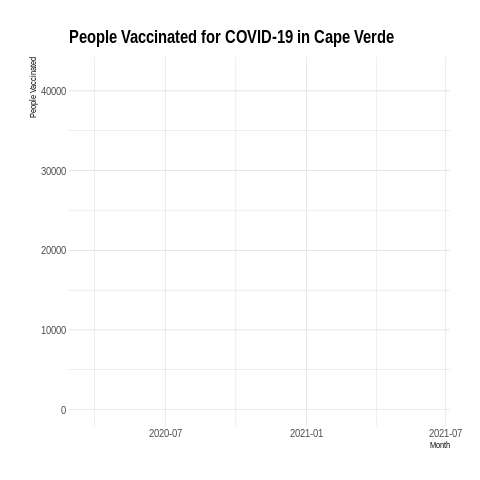 People Vaccinated for COVID-19 in Cape Verde
People Vaccinated
40000
30000
20000
10000
0
2020-07
2021-01
2021-07
Month